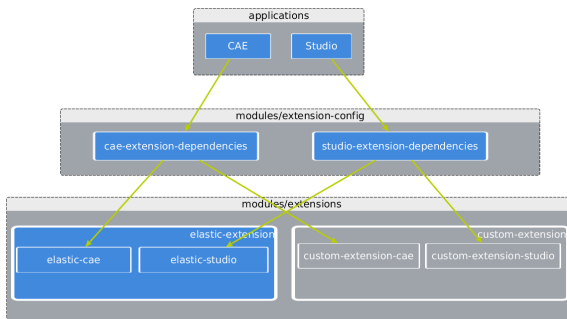 applications
CAE
Studio
modules/extension-config
cae-extension-dependencies
studio-extension-dependencies
modules/extensions
elastic-extension
custom-extension
elastic-cae
elastic-studio
custom-extension-cae
custom-extension-studio